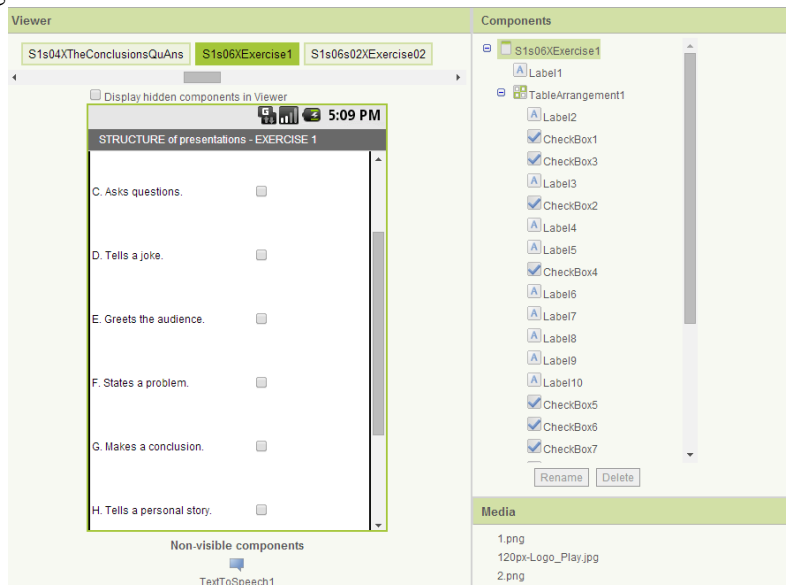 Viewer
S1s04XTheConclusionsQuAns S1s06XExercise1 S1s06s02XExercise02
Display hidden components in Viewer
5:09 PM
STRUCTURE of presentations - EXERCISE 1
C. Asks questions.
D. Tells a joke.
E. Greets the audience.
F. States a problem.
G. Makes a conclusion.
H. Tells a personal story.
Non-visible components
TextToSpeech1
Components
S1s06XExercise1
Label1
TableArrangement1
Label2
CheckBox1
CheckBox3
Label3
CheckBox2
Label4
Label5
CheckBox4
Label6
Label7
Label8
Label9
Label10
CheckBox5
CheckBox6
CheckBox7
Rename Delete
Media
1.png
120px-Logo_Play.jpg
2.png